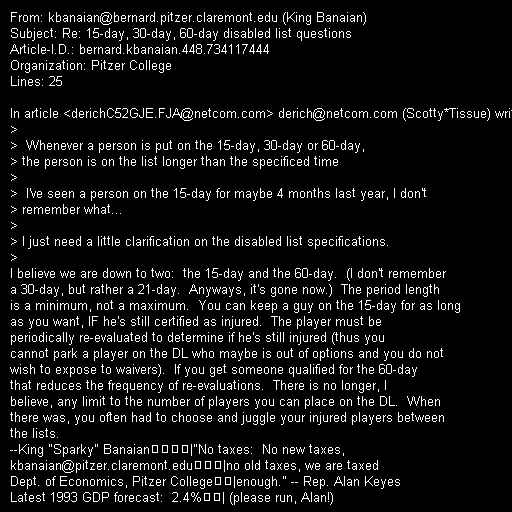 From: kbanaian@bernard.pitzer.claremont.edu (King Banaian)
Subject: Re: 15-day, 30-day, 60-day disabled list questions
Article-I.D.: bernard.kbanaian.448.734117444
Organization: Pitzer College
Lines: 25

In article <derichC52GJE.FJA@netcom.com> derich@netcom.com (Scotty*Tissue) writ
>
>  Whenever a person is put on the 15-day, 30-day or 60-day,
> the person is on the list longer than the specificed time
>
>  I've seen a person on the 15-day for maybe 4 months last year, I don't
> remember what...
>
> I just need a little clarification on the disabled list specifications.
>
I believe we are down to two:  the 15-day and the 60-day.  (I don't remember
a 30-day, but rather a 21-day.  Anyways, it's gone now.)  The period length
is a minimum, not a maximum.  You can keep a guy on the 15-day for as long
as you want, IF he's still certified as injured.  The player must be
periodically re-evaluated to determine if he's still injured (thus you
cannot park a player on the DL who maybe is out of options and you do not
wish to expose to waivers).  If you get someone qualified for the 60-day
that reduces the frequency of re-evaluations.  There is no longer, I
believe, any limit to the number of players you can place on the DL.  When
there was, you often had to choose and juggle your injured players between
the lists.
--King "Sparky" Banaian▯▯▯▯|"No taxes:  No new taxes,
kbanaian@pitzer.claremont.edu▯▯▯|no old taxes, we are taxed
Dept. of Economics, Pitzer College▯▯|enough." -- Rep. Alan Keyes
Latest 1993 GDP forecast:  2.4%▯▯| (please run, Alan!)